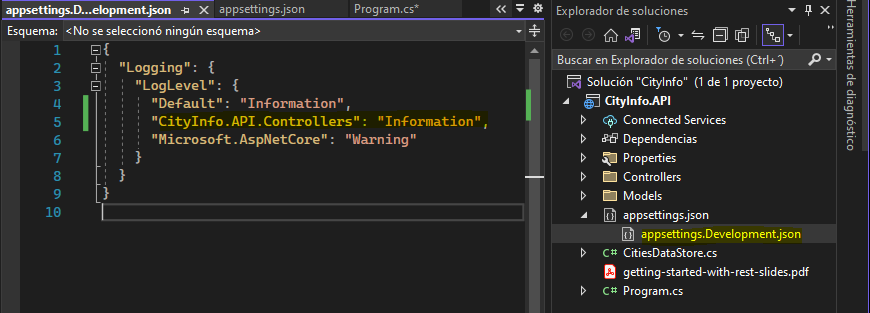 appsettings.D...elopment.json
appsettings.json
Program.cs*
Esquema: <No se seleccionó ningún esquema>
1 {
2 "Logging": {
3 "LogLevel": {
4 "Default": "Information",
5 "CityInfo.API.Controllers": "Information",
6 "Microsoft.AspNetCore": "Warning"
7 }
8 }
9 }
10
Explorador de soluciones
Buscar en Explorador de soluciones (Ctrl+´)
Solución "CityInfo" (1 de 1 proyecto)
CityInfo.API
Connected Services
Dependencias
Properties
Controllers
Models
appsettings.json
appsettings.Development.json
C# CitiesDataStore.cs
getting-started-with-rest-slides.pdf
C# Program.cs
Herramientas de diagnóstico